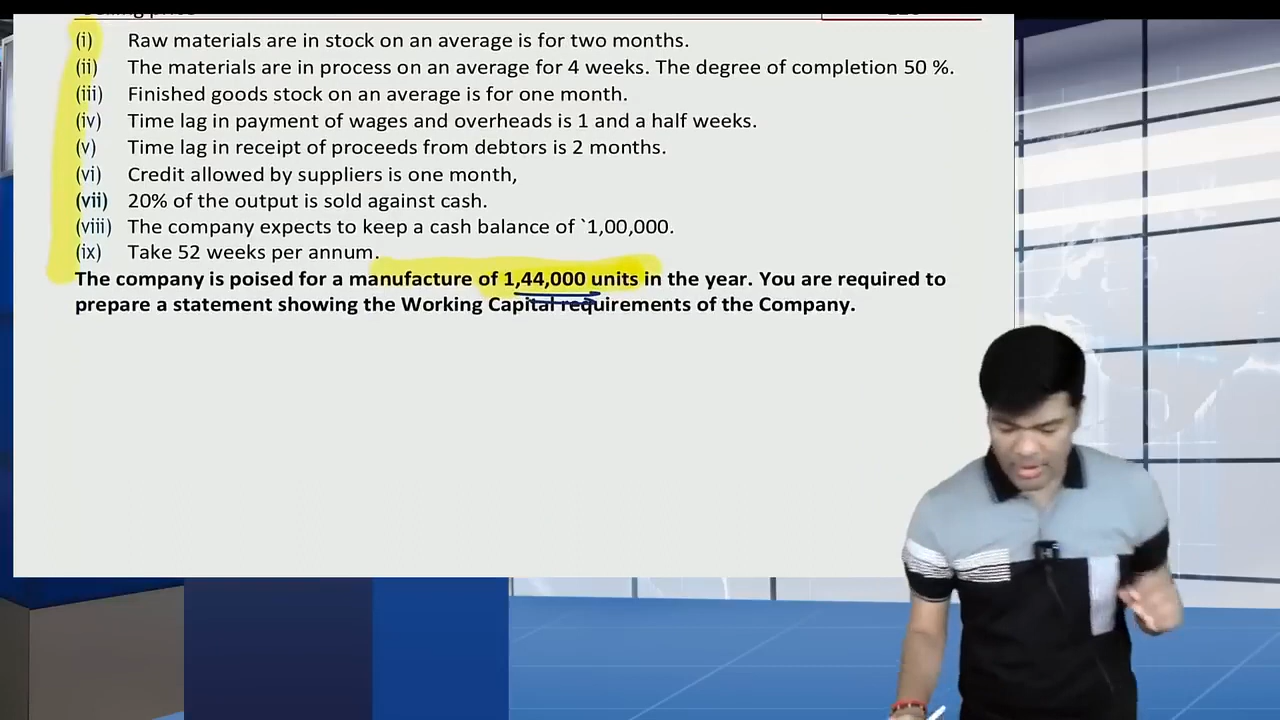 (i) Raw materials are in stock on an average is for two months.
(ii) The materials are in process on an average for 4 weeks. The degree of completion 50 %.
(iii) Finished goods stock on an average is for one month.
(iv) Time lag in payment of wages and overheads is 1 and a half weeks.
(v) Time lag in receipt of proceeds from debtors is 2 months.
(vi) Credit allowed by suppliers is one month,
(vii) 20% of the output is sold against cash.
(viii) The company expects to keep a cash balance of `1,00,000.
(ix) Take 52 weeks per annum.
The company is poised for a manufacture of 1,44,000 units in the year. You are required to
prepare a statement showing the Working Capital requirements of the Company.